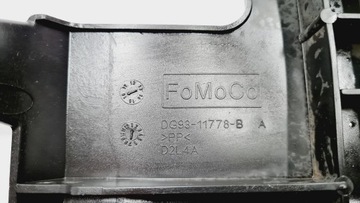 FoMoCo
DG93-11778-B A
>PP<
D2L4A